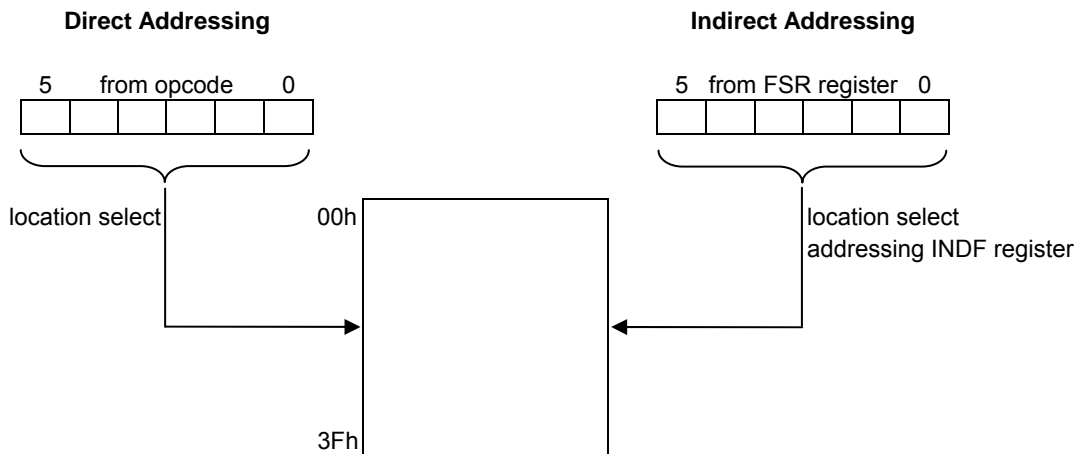 Direct Addressing
Indirect Addressing
5 from opcode 0
5 from FSR register 0
location select
00h
location select
addressing INDF register
3Fh